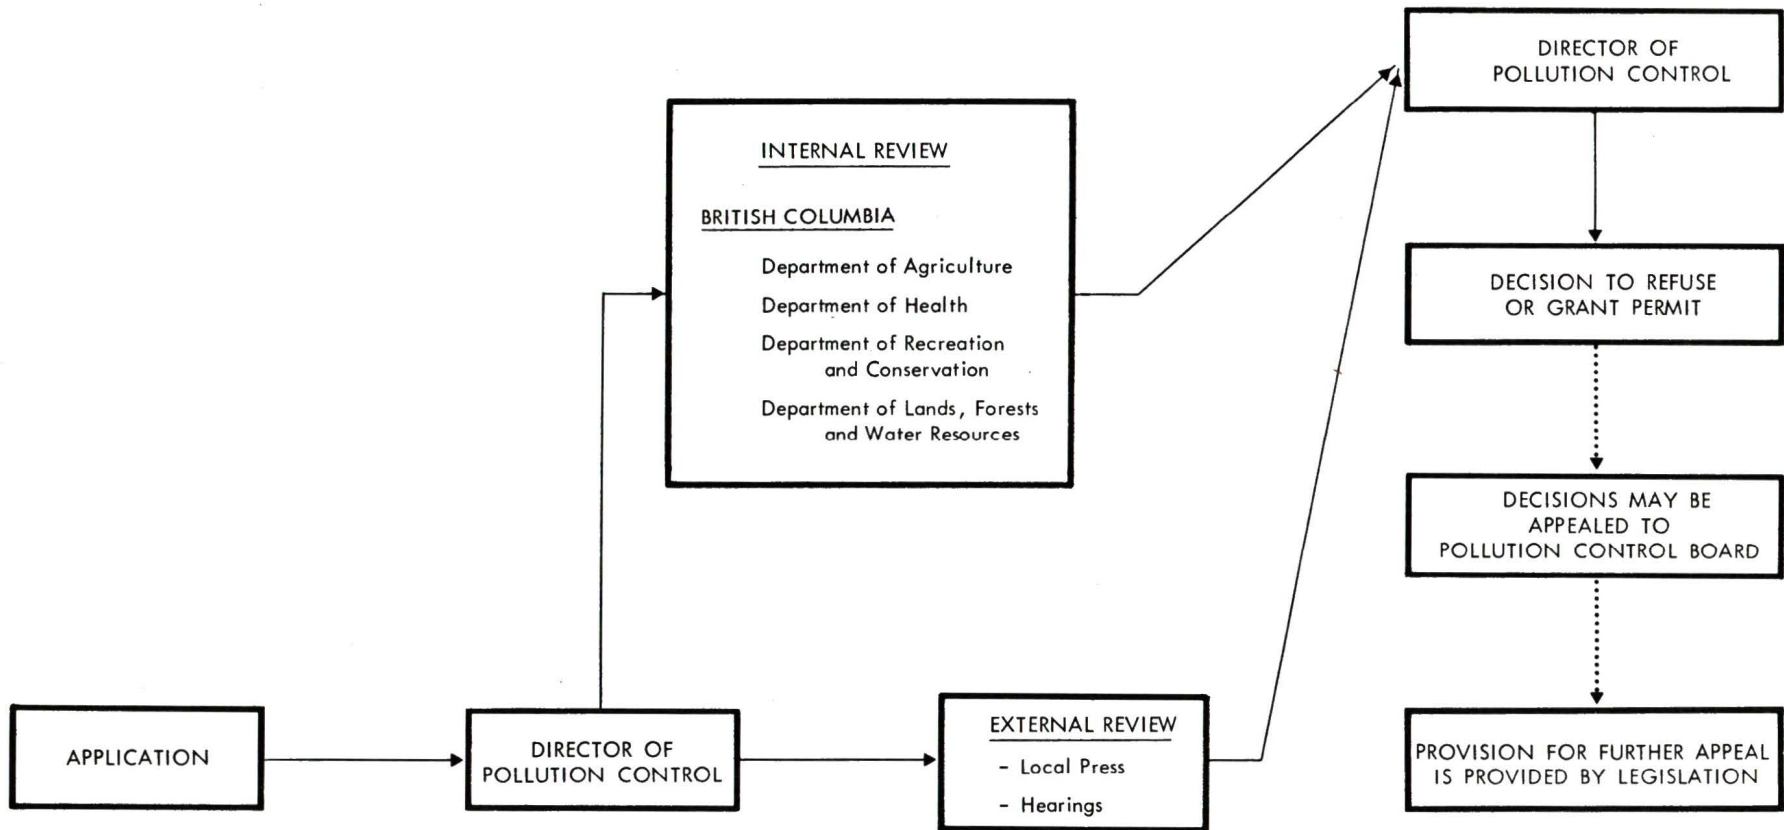 APPLICATION
DIRECTOR OF
POLLUTION CONTROL
INTERNAL REVIEW
BRITISH COLUMBIA
Department of Agriculture
Department of Health
Department of Recreation
and Conservation
Department of Lands, Forests
and Water Resources
EXTERNAL REVIEW
- Local Press
- Hearings
DIRECTOR OF
POLLUTION CONTROL
DECISION TO REFUSE
OR GRANT PERMIT
DECISIONS MAY BE
APPEALED TO
POLLUTION CONTROL BOARD
PROVISION FOR FURTHER APPEAL
IS PROVIDED BY LEGISLATION